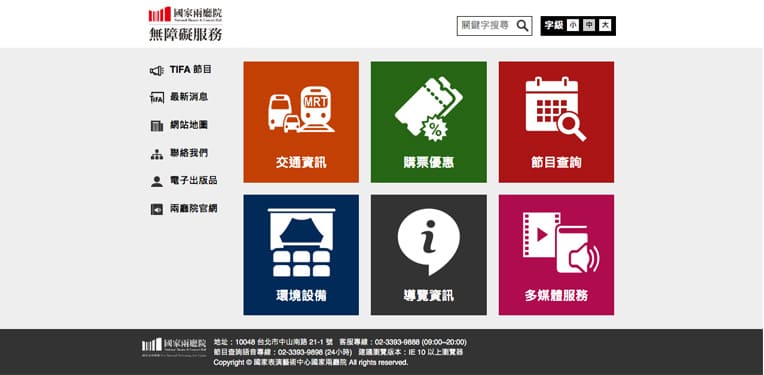 國家兩廳院
National Theater & Concert Hall
無障礙服務
關鍵字搜尋
字級 小 中 大
TIFA 節目
最新消息
網站地圖
聯絡我們
電子出版品
兩廳院官網
TIFA
MRT
交通資訊
%
購票優惠
節目查詢
環境設備
i
導覽資訊
多媒體服務
國家兩廳院
National Theater & Concert Hall
地址：10048 台北市中山南路 21-1 號 客服專線：02-3393-9888 (09:00–20:00)
節目查詢語音專線：02-3393-9898 (24小時) 建議瀏覽版本：IE 10 以上瀏覽器
Copyright © 國家表演藝術中心國家兩廳院 All rights reserved.